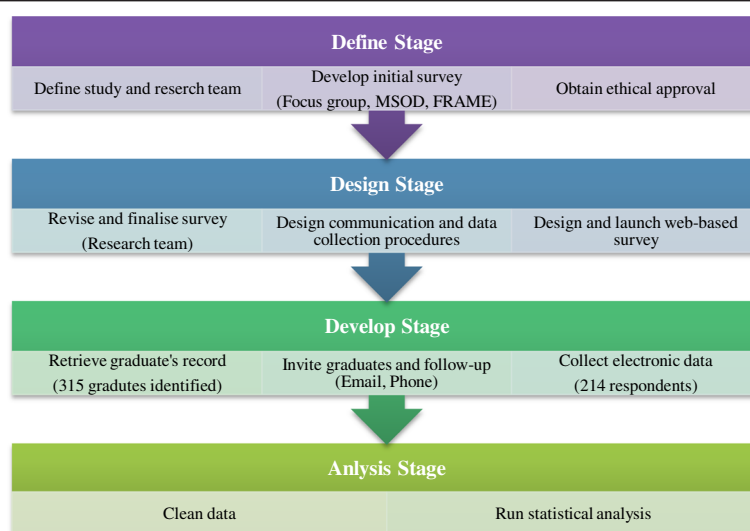 Define Stage
Define study and reserch team
Develop initial survey
(Focus group, MSOD, FRAME)
Obtain ethical approval
Design Stage
Revise and finalise survey
(Research team)
Design communication and data
collection procedures
Design and launch web-based
survey
Develop Stage
Retrieve graduate's record
(315 gradutes identified)
Invite graduates and follow-up
(Email, Phone)
Collect electronic data
(214 respondents)
Anlysis Stage
Clean data
Run statistical analysis